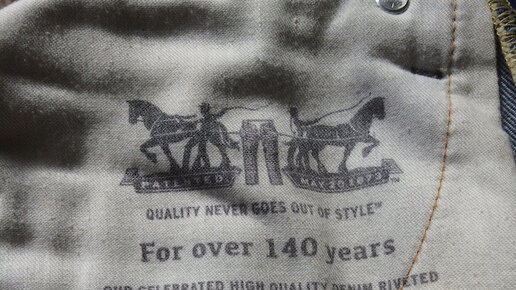 PATENTED MAY 20 1873
QUALITY NEVER GOES OUT OF STYLE™
For over 140 years
OUR CELEBRATED HIGH QUALITY DENIM RIVETED